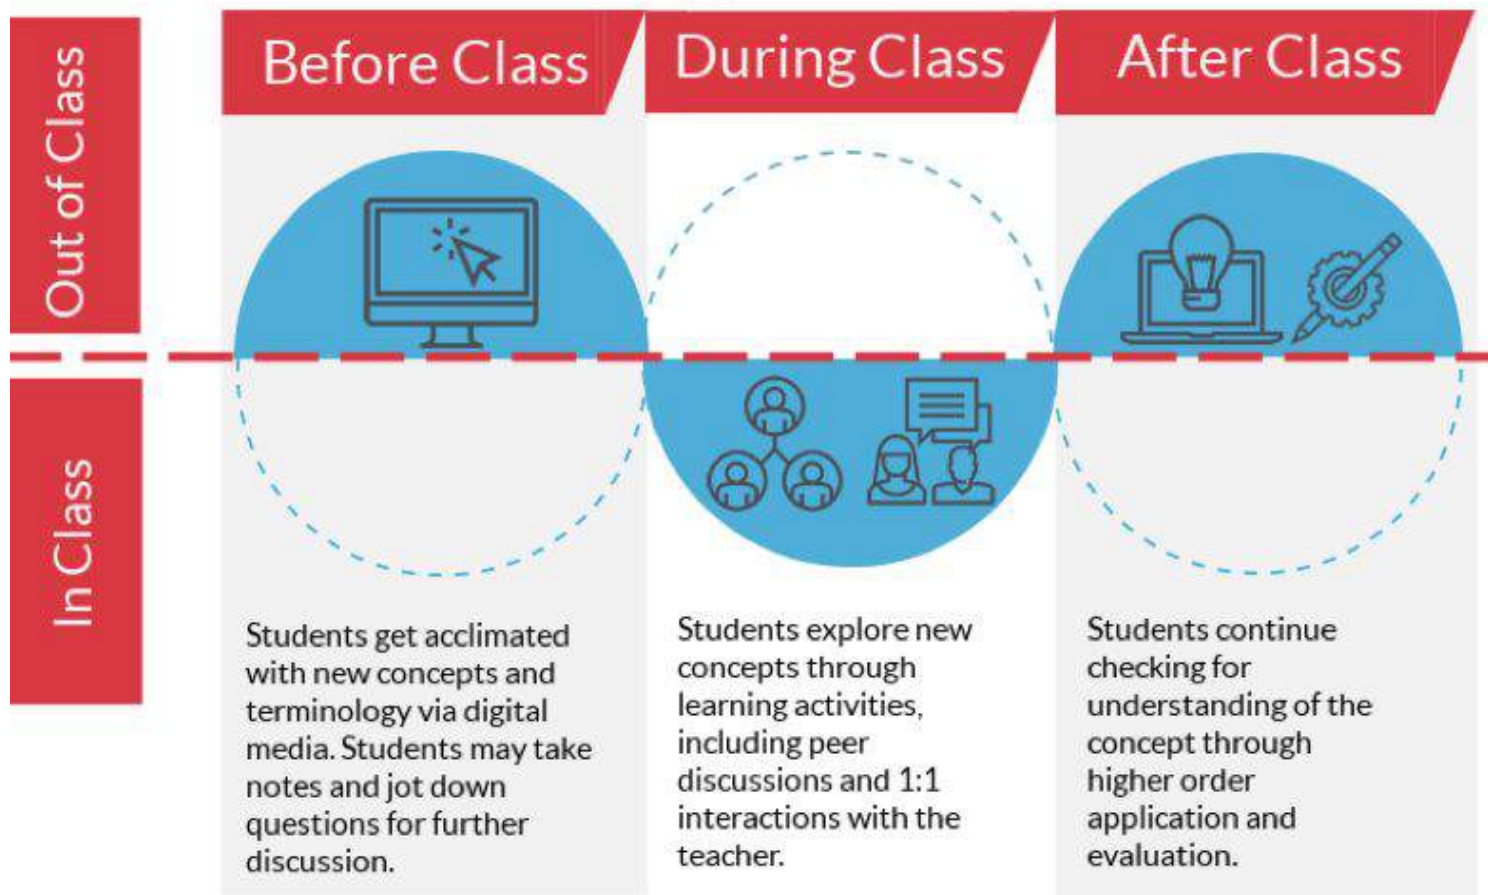 Out of Class
In Class
Before Class
Students get acclimated
with new concepts and
terminology via digital
media. Students may take
notes and jot down
questions for further
discussion.
During Class
Students explore new
concepts through
learning activities,
including peer
discussions and 1:1
interactions with the
teacher.
After Class
Students continue
checking for
understanding of the
concept through
higher order
application and
evaluation.